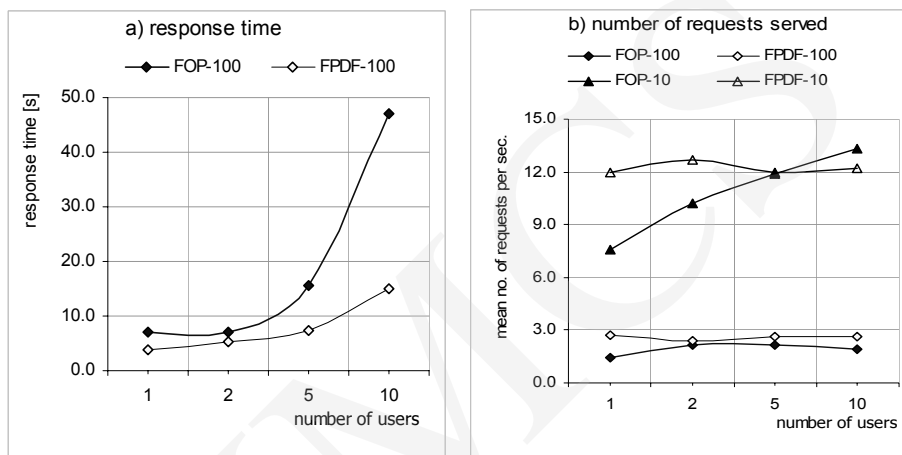 a) response time
FOP-100 FPDF-100
response time [s]
50.0
40.0
30.0
20.0
10.0
0.0
1 2 5 10
number of users
b) number of requests served
FOP-100 FPDF-100
FOP-10 FPDF-10
mean no. of requests per sec.
15.0
12.0
9.0
6.0
3.0
0.0
1 2 5 10
number of users